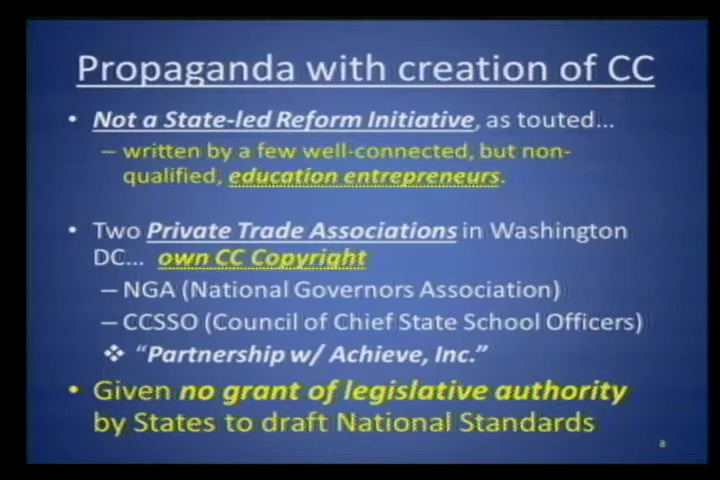 Propaganda with creation of CC
• Not a State-led Reform Initiative, as touted...
– written by a few well-connected, but non-
qualified, education entrepreneurs.
• Two Private Trade Associations in Washington
DC... own CC Copyright
– NGA (National Governors Association)
– CCSSO (Council of Chief State School Officers)
❖ “Partnership w/ Achieve, Inc.”
• Given no grant of legislative authority
by States to draft National Standards
8